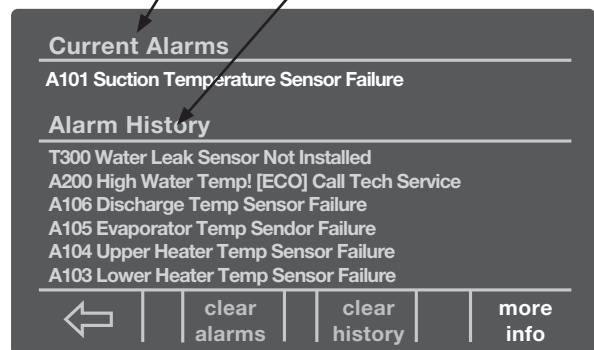 Current Alarms
A101 Suction Temperature Sensor Failure
Alarm History
T300 Water Leak Sensor Not Installed
A200 High Water Temp! [ECO] Call Tech Service
A106 Discharge Temp Sensor Failure
A105 Evaporator Temp Sendor Failure
A104 Upper Heater Temp Sensor Failure
A103 Lower Heater Temp Sensor Failure
clear alarms
clear history
more info